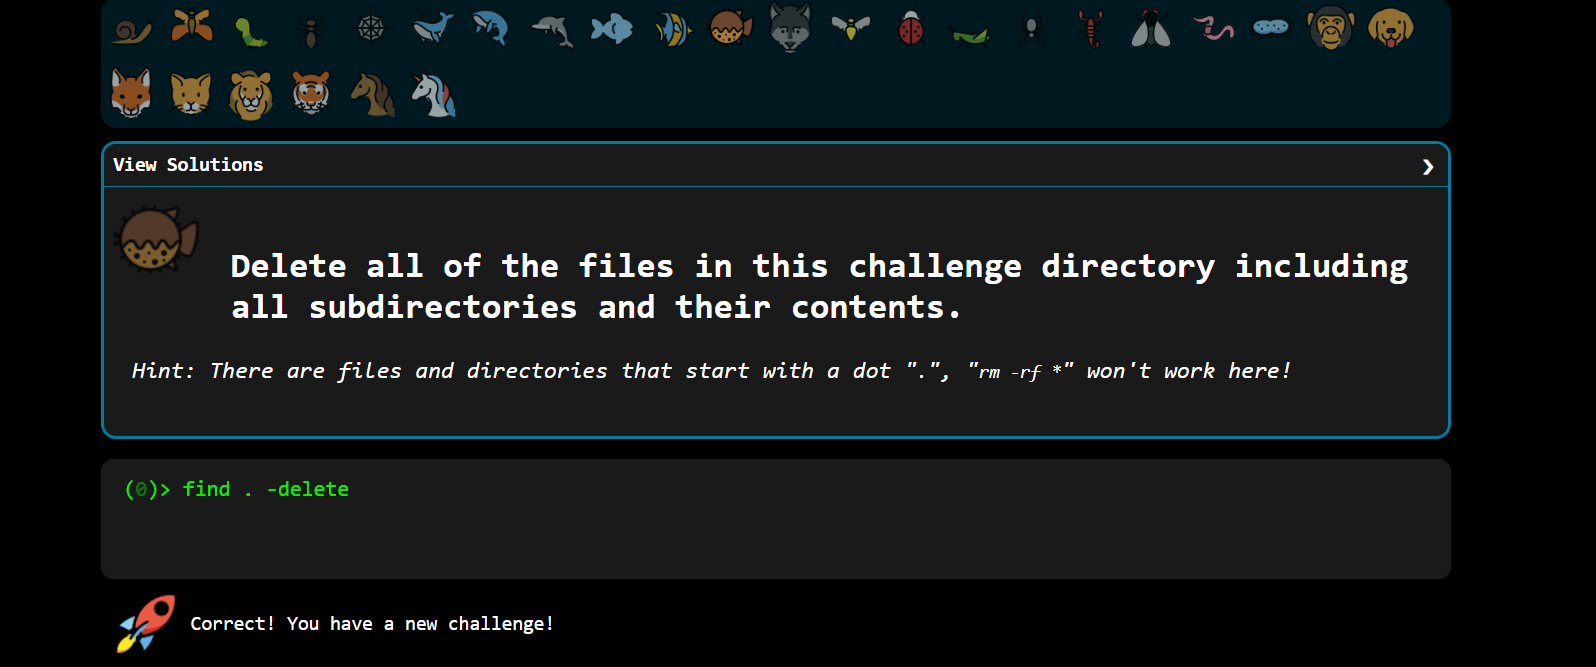 View Solutions ❯
Delete all of the files in this challenge directory including
all subdirectories and their contents.
Hint: There are files and directories that start with a dot ".", "rm -rf *" won't work here!
(0)> find . -delete
Correct! You have a new challenge!